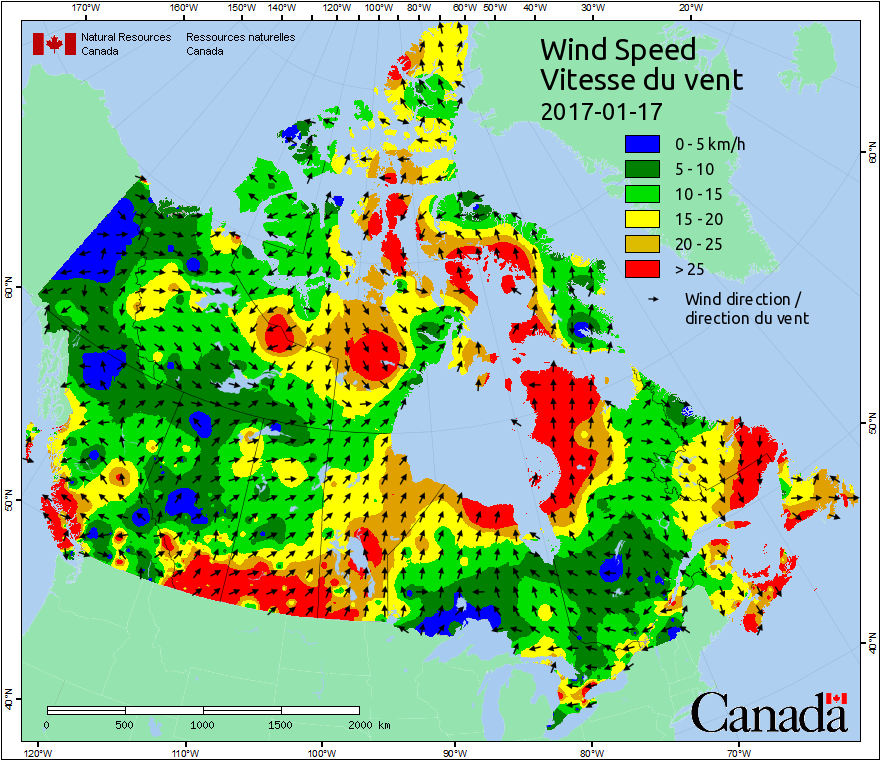 170°W 160°W 150°W 140°W 130°W 120°W 110°W 100°W 90°W 80°W 60°W 50°W 40°W 30°W 20°W
Natural Resources Ressources naturelles
Canada Canada
Wind Speed
Vitesse du vent
2017-01-17
0 - 5 km/h
5 - 10
10 - 15
15 - 20
20 - 25
> 25
Wind direction /
direction du vent
60°N
60°N
50°N
50°N
40°N
40°N
0 500 1000 1500 2000 km
Canada
120°W 110°W 100°W 90°W 80°W 70°W